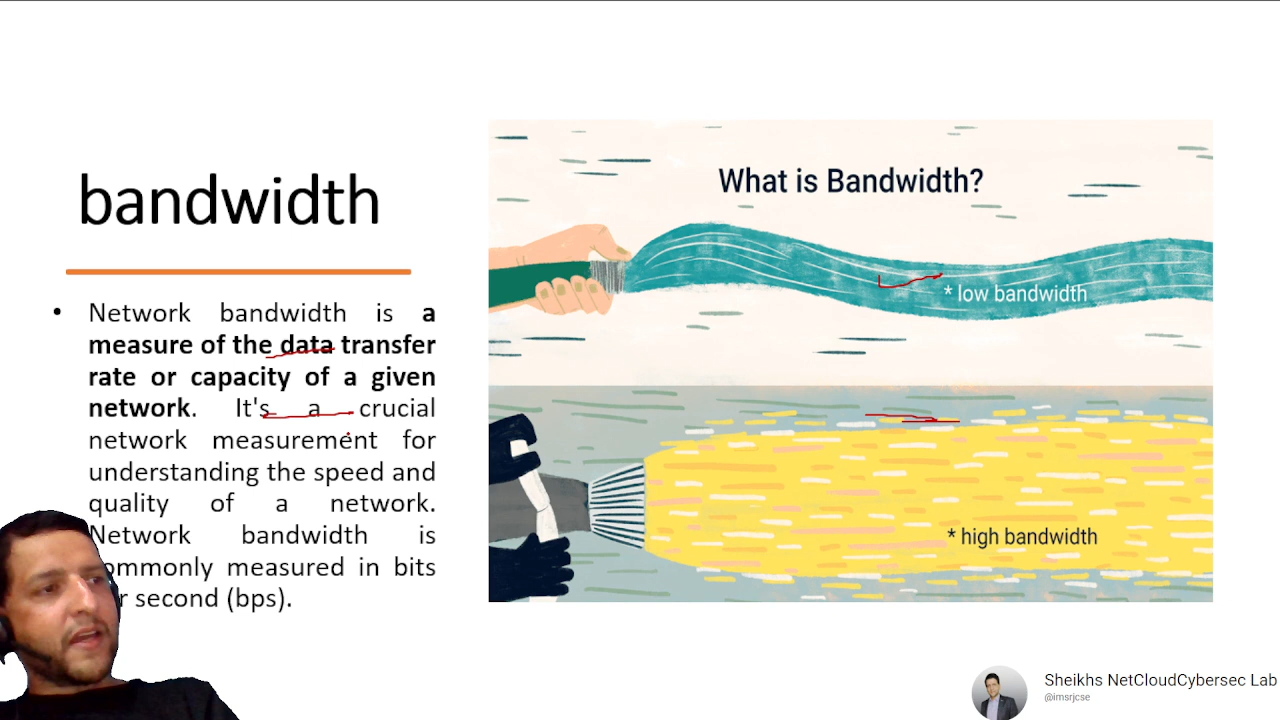 bandwidth
• Network bandwidth is a
measure of the data transfer
rate or capacity of a given
network. It's a crucial
network measurement for
understanding the speed and
quality of a network.
Network bandwidth is
ommonly measured in bits
r second (bps).
What is Bandwidth?
* low bandwidth
* high bandwidth
Sheikhs NetCloudCybersec Lab
@imsrjcse